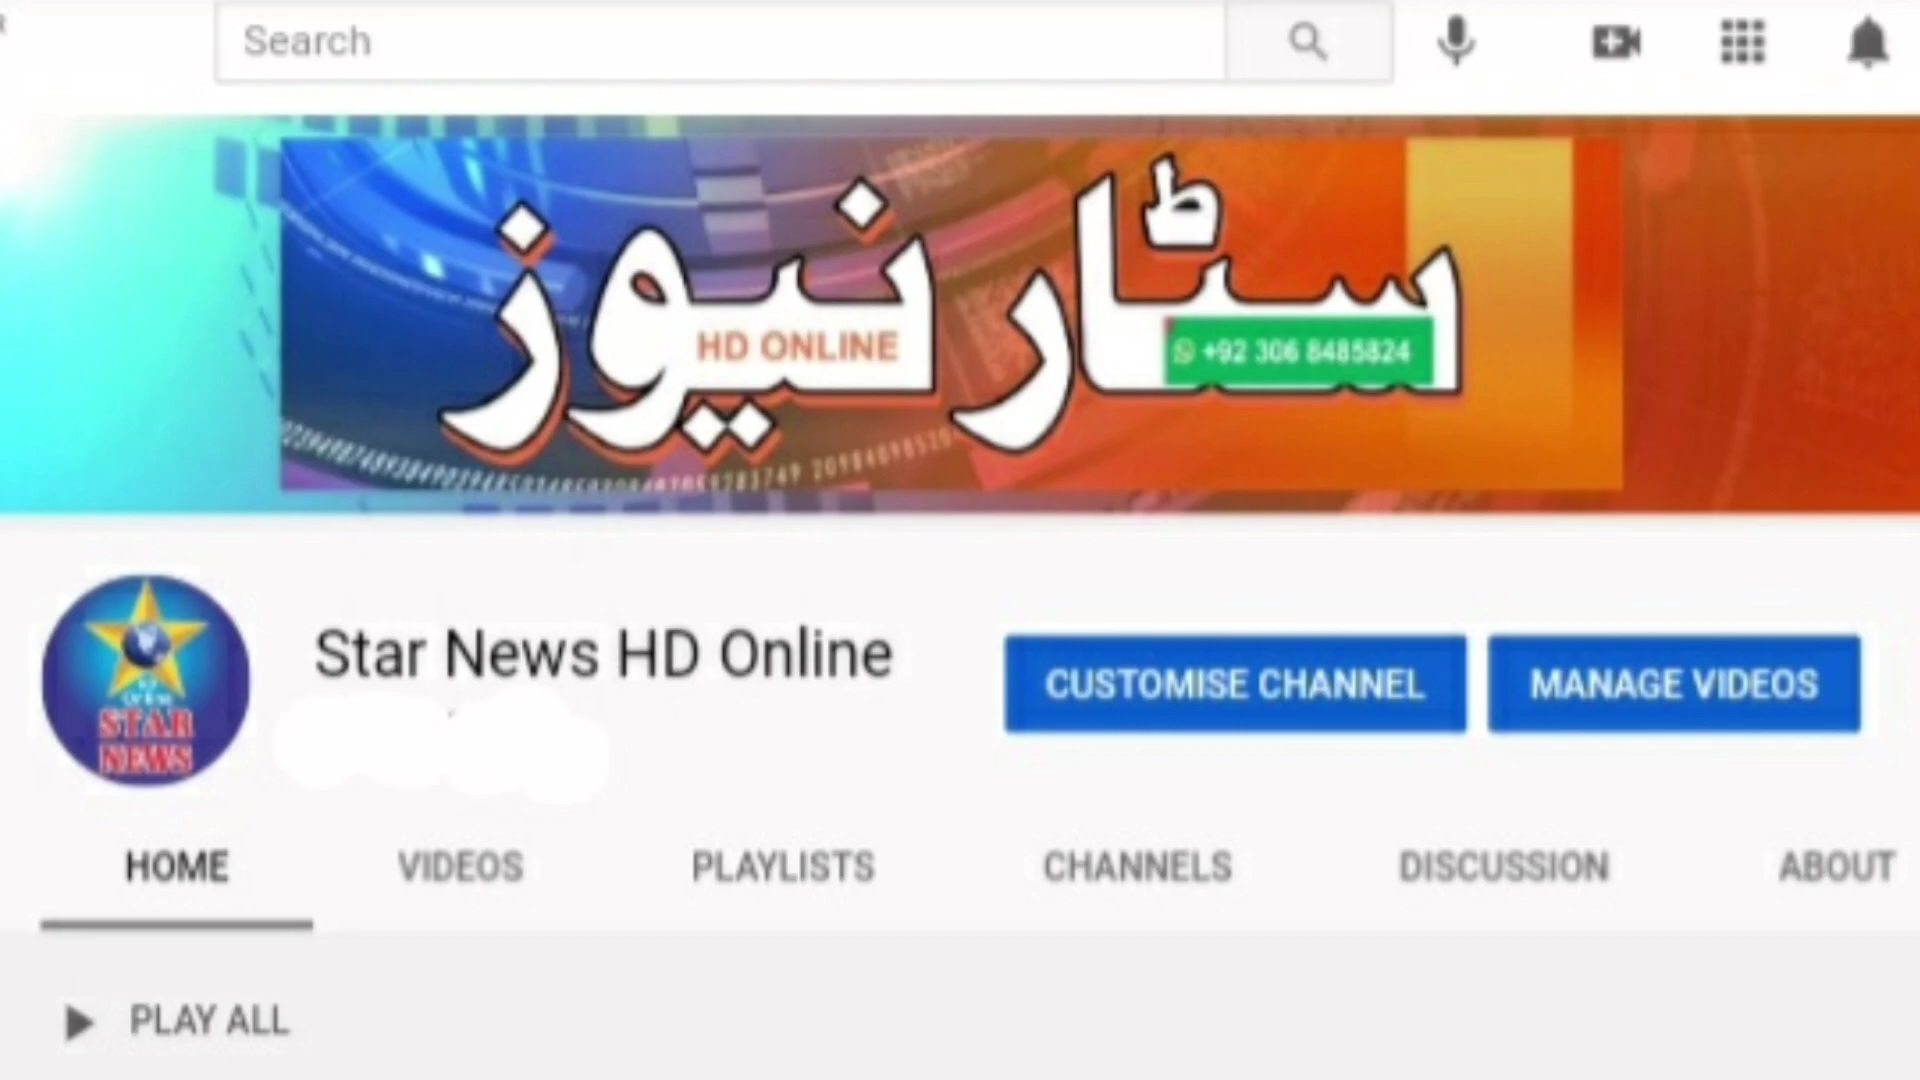 Search
سٹار نیوز
HD ONLINE
+92 306 8485824
Star News HD Online
CUSTOMISE CHANNEL
MANAGE VIDEOS
Online
STAR
NEWS
HOME
VIDEOS
PLAYLISTS
CHANNELS
DISCUSSION
ABOUT
PLAY ALL